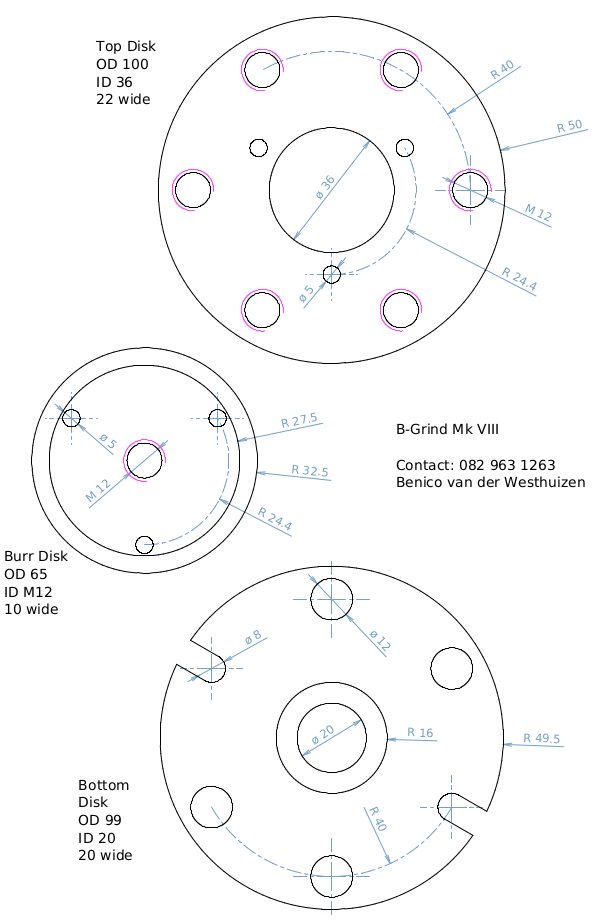 Top Disk
OD 100
ID 36
22 wide
R 40
R 50
ø 36
M 12
R 24.4
ø 5
R 27.5
ø 5
B-Grind Mk VIII
Contact: 082 963 1263
Benico van der Westhuizen
R 32.5
M 12
R 24.4
Burr Disk
OD 65
ID M12
10 wide
ø 8
ø 12
ø 20
R 16
R 49.5
Bottom
Disk
OD 99
ID 20
20 wide
R 40